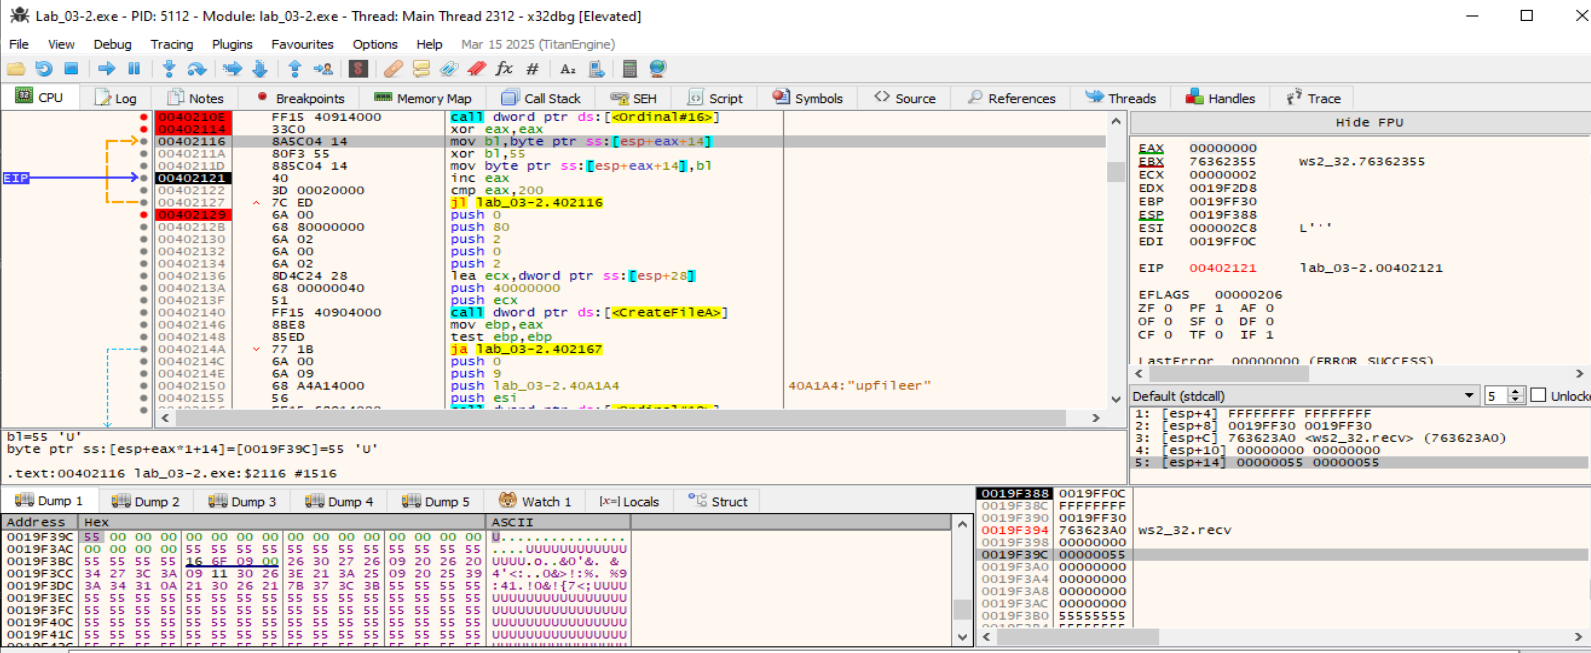 Lab_03-2.exe - PID: 5112 - Module: lab_03-2.exe - Thread: Main Thread 2312 - x32dbg [Elevated]
File View Debug Tracing Plugins Favourites Options Help Mar 15 2025 (TitanEngine)
CPU Log Notes Breakpoints Memory Map Call Stack SEH Script Symbols Source References Threads Handles Trace
0040210E FF15 40914000 call dword ptr ds:[<Ordinal#16>]
00402114 33C0 xor eax,eax
00402116 8A5C04 14 mov bl,byte ptr ss:[esp+eax+14]
0040211A 80F3 55 xor bl,55
0040211D 885C04 14 mov byte ptr ss:[esp+eax+14],bl
EIP 00402121 40 inc eax
00402122 3D 00020000 cmp eax,200
00402127 7C ED jl lab_03-2.402116
00402129 6A 00 push 0
0040212B 68 80000000 push 80
00402130 6A 02 push 2
00402132 6A 00 push 0
00402134 6A 02 push 2
00402136 8D4C24 28 lea ecx,dword ptr ss:[esp+28]
0040213A 68 00000040 push 40000000
0040213F 51 push ecx
00402140 FF15 40904000 call dword ptr ds:[<CreateFileA>]
00402146 8BE8 mov ebp,eax
00402148 85ED test ebp,ebp
0040214A 77 1B ja lab_03-2.402167
0040214C 6A 00 push 0
0040214E 6A 09 push 9
00402150 68 A4A14000 push lab_03-2.40A1A4 40A1A4:"upfileer"
00402155 56 push esi
Hide FPU
EAX 00000000
EBX 76362355 ws2_32.76362355
ECX 00000002
EDX 0019F2D8
EBP 0019FF30
ESP 0019F388
ESI 000002C8 L'ˈ'
EDI 0019FF0C
EIP 00402121 lab_03-2.00402121
EFLAGS 00000206
ZF 0 PF 1 AF 0
OF 0 SF 0 DF 0
CF 0 TF 0 IF 1
LastError 00000000 (ERROR_SUCCESS)
Default (stdcall) 5 Unlocke
1: [esp+4] FFFFFFFF FFFFFFFF
2: [esp+8] 0019FF30 0019FF30
3: [esp+C] 763623A0 <ws2_32.recv> (763623A0)
4: [esp+10] 00000000 00000000
5: [esp+14] 00000055 00000055
bl=55 'U'
byte ptr ss:[esp+eax*1+14]=[0019F39C]=55 'U'
.text:00402116 lab_03-2.exe:$2116 #1516
Dump 1 Dump 2 Dump 3 Dump 4 Dump 5 Watch 1 [x=] Locals Struct
Address Hex ASCII
0019F39C 55 00 00 00 00 00 00 00 00 00 00 00 00 00 00 00 U...............
0019F3AC 00 00 00 00 55 55 55 55 55 55 55 55 55 55 55 55 ....UUUUUUUUUUUU
0019F3BC 55 55 55 55 16 6F 09 00 26 30 27 26 09 20 26 20 UUUU.o..&0'&. & 
0019F3CC 34 27 3C 3A 09 11 30 26 3E 21 3A 25 09 20 25 39 4'<:..0&>!:%. %9
0019F3DC 3A 34 31 0A 21 30 26 21 7B 37 3C 3B 55 55 55 55 :41.!0&!{7<;UUUU
0019F3EC 55 55 55 55 55 55 55 55 55 55 55 55 55 55 55 55 UUUUUUUUUUUUUUUU
0019F3FC 55 55 55 55 55 55 55 55 55 55 55 55 55 55 55 55 UUUUUUUUUUUUUUUU
0019F40C 55 55 55 55 55 55 55 55 55 55 55 55 55 55 55 55 UUUUUUUUUUUUUUUU
0019F41C 55 55 55 55 55 55 55 55 55 55 55 55 55 55 55 55 UUUUUUUUUUUUUUUU
0019F388 0019FF0C
0019F38C FFFFFFFF
0019F390 0019FF30
0019F394 763623A0 ws2_32.recv
0019F398 00000000
0019F39C 00000055
0019F3A0 00000000
0019F3A4 00000000
0019F3A8 00000000
0019F3AC 00000000
0019F3B0 55555555